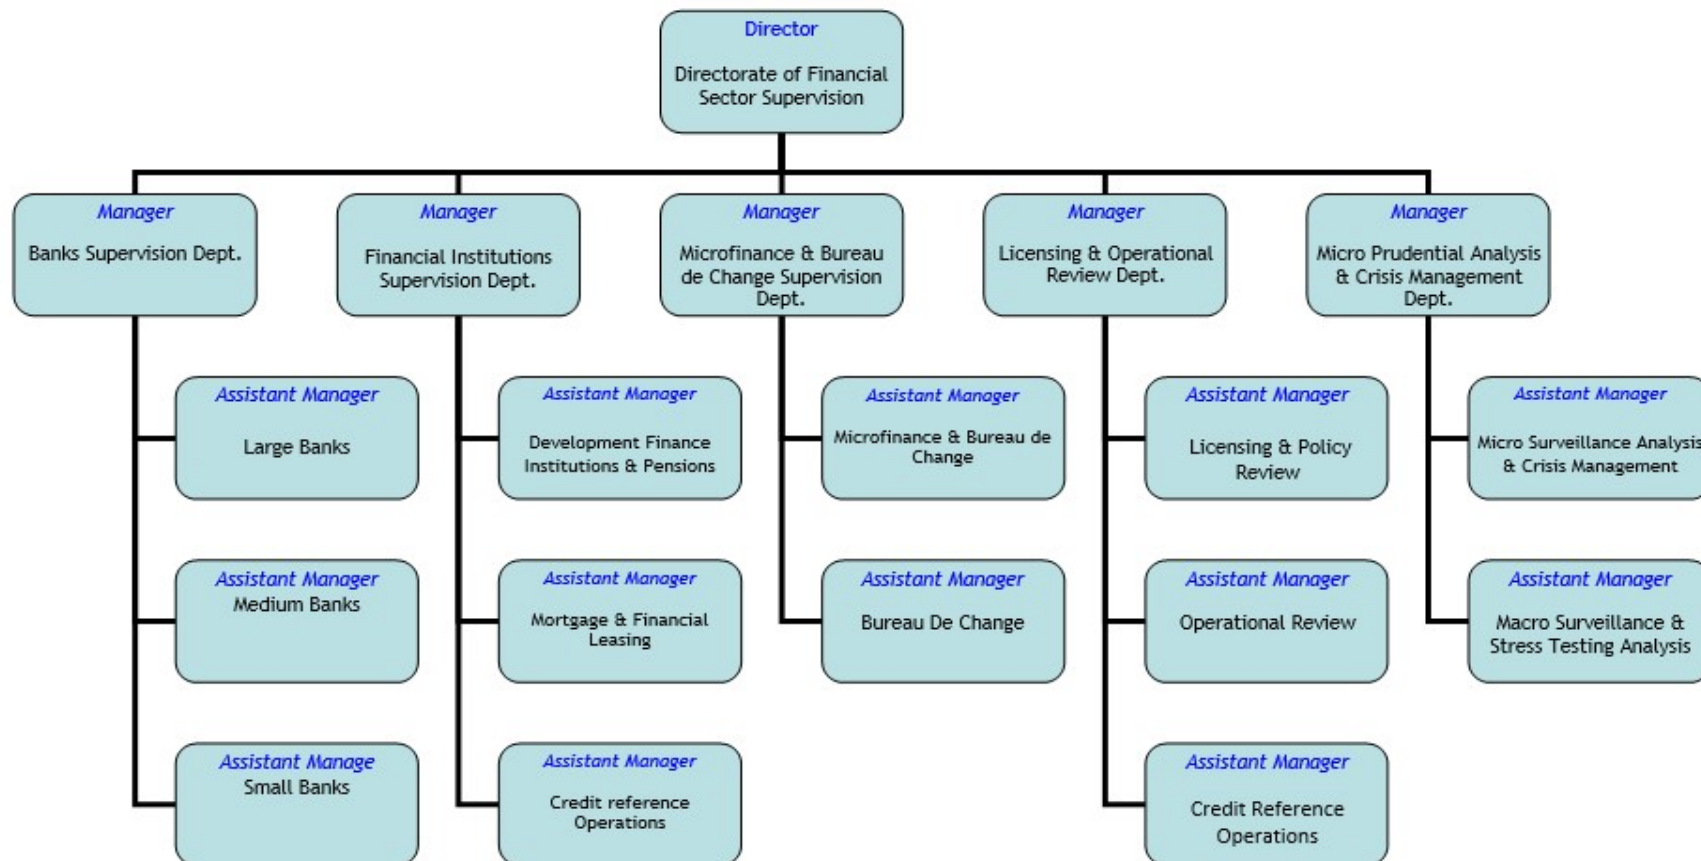 Director
Directorate of Financial
Sector Supervision
Manager
Banks Supervision Dept.
Manager
Financial Institutions
Supervision Dept.
Manager
Microfinance & Bureau
de Change Supervision
Dept.
Manager
Licensing & Operational
Review Dept.
Manager
Micro Prudential Analysis
& Crisis Management
Dept.
Assistant Manager
Large Banks
Assistant Manager
Development Finance
Institutions & Pensions
Assistant Manager
Microfinance & Bureau de
Change
Assistant Manager
Licensing & Policy
Review
Assistant Manager
Micro Surveillance Analysis
& Crisis Management
Assistant Manager
Medium Banks
Assistant Manager
Mortgage & Financial
Leasing
Assistant Manager
Bureau De Change
Assistant Manager
Operational Review
Assistant Manager
Macro Surveillance &
Stress Testing Analysis
Assistant Manage
Small Banks
Assistant Manager
Credit reference
Operations
Assistant Manager
Credit Reference
Operations